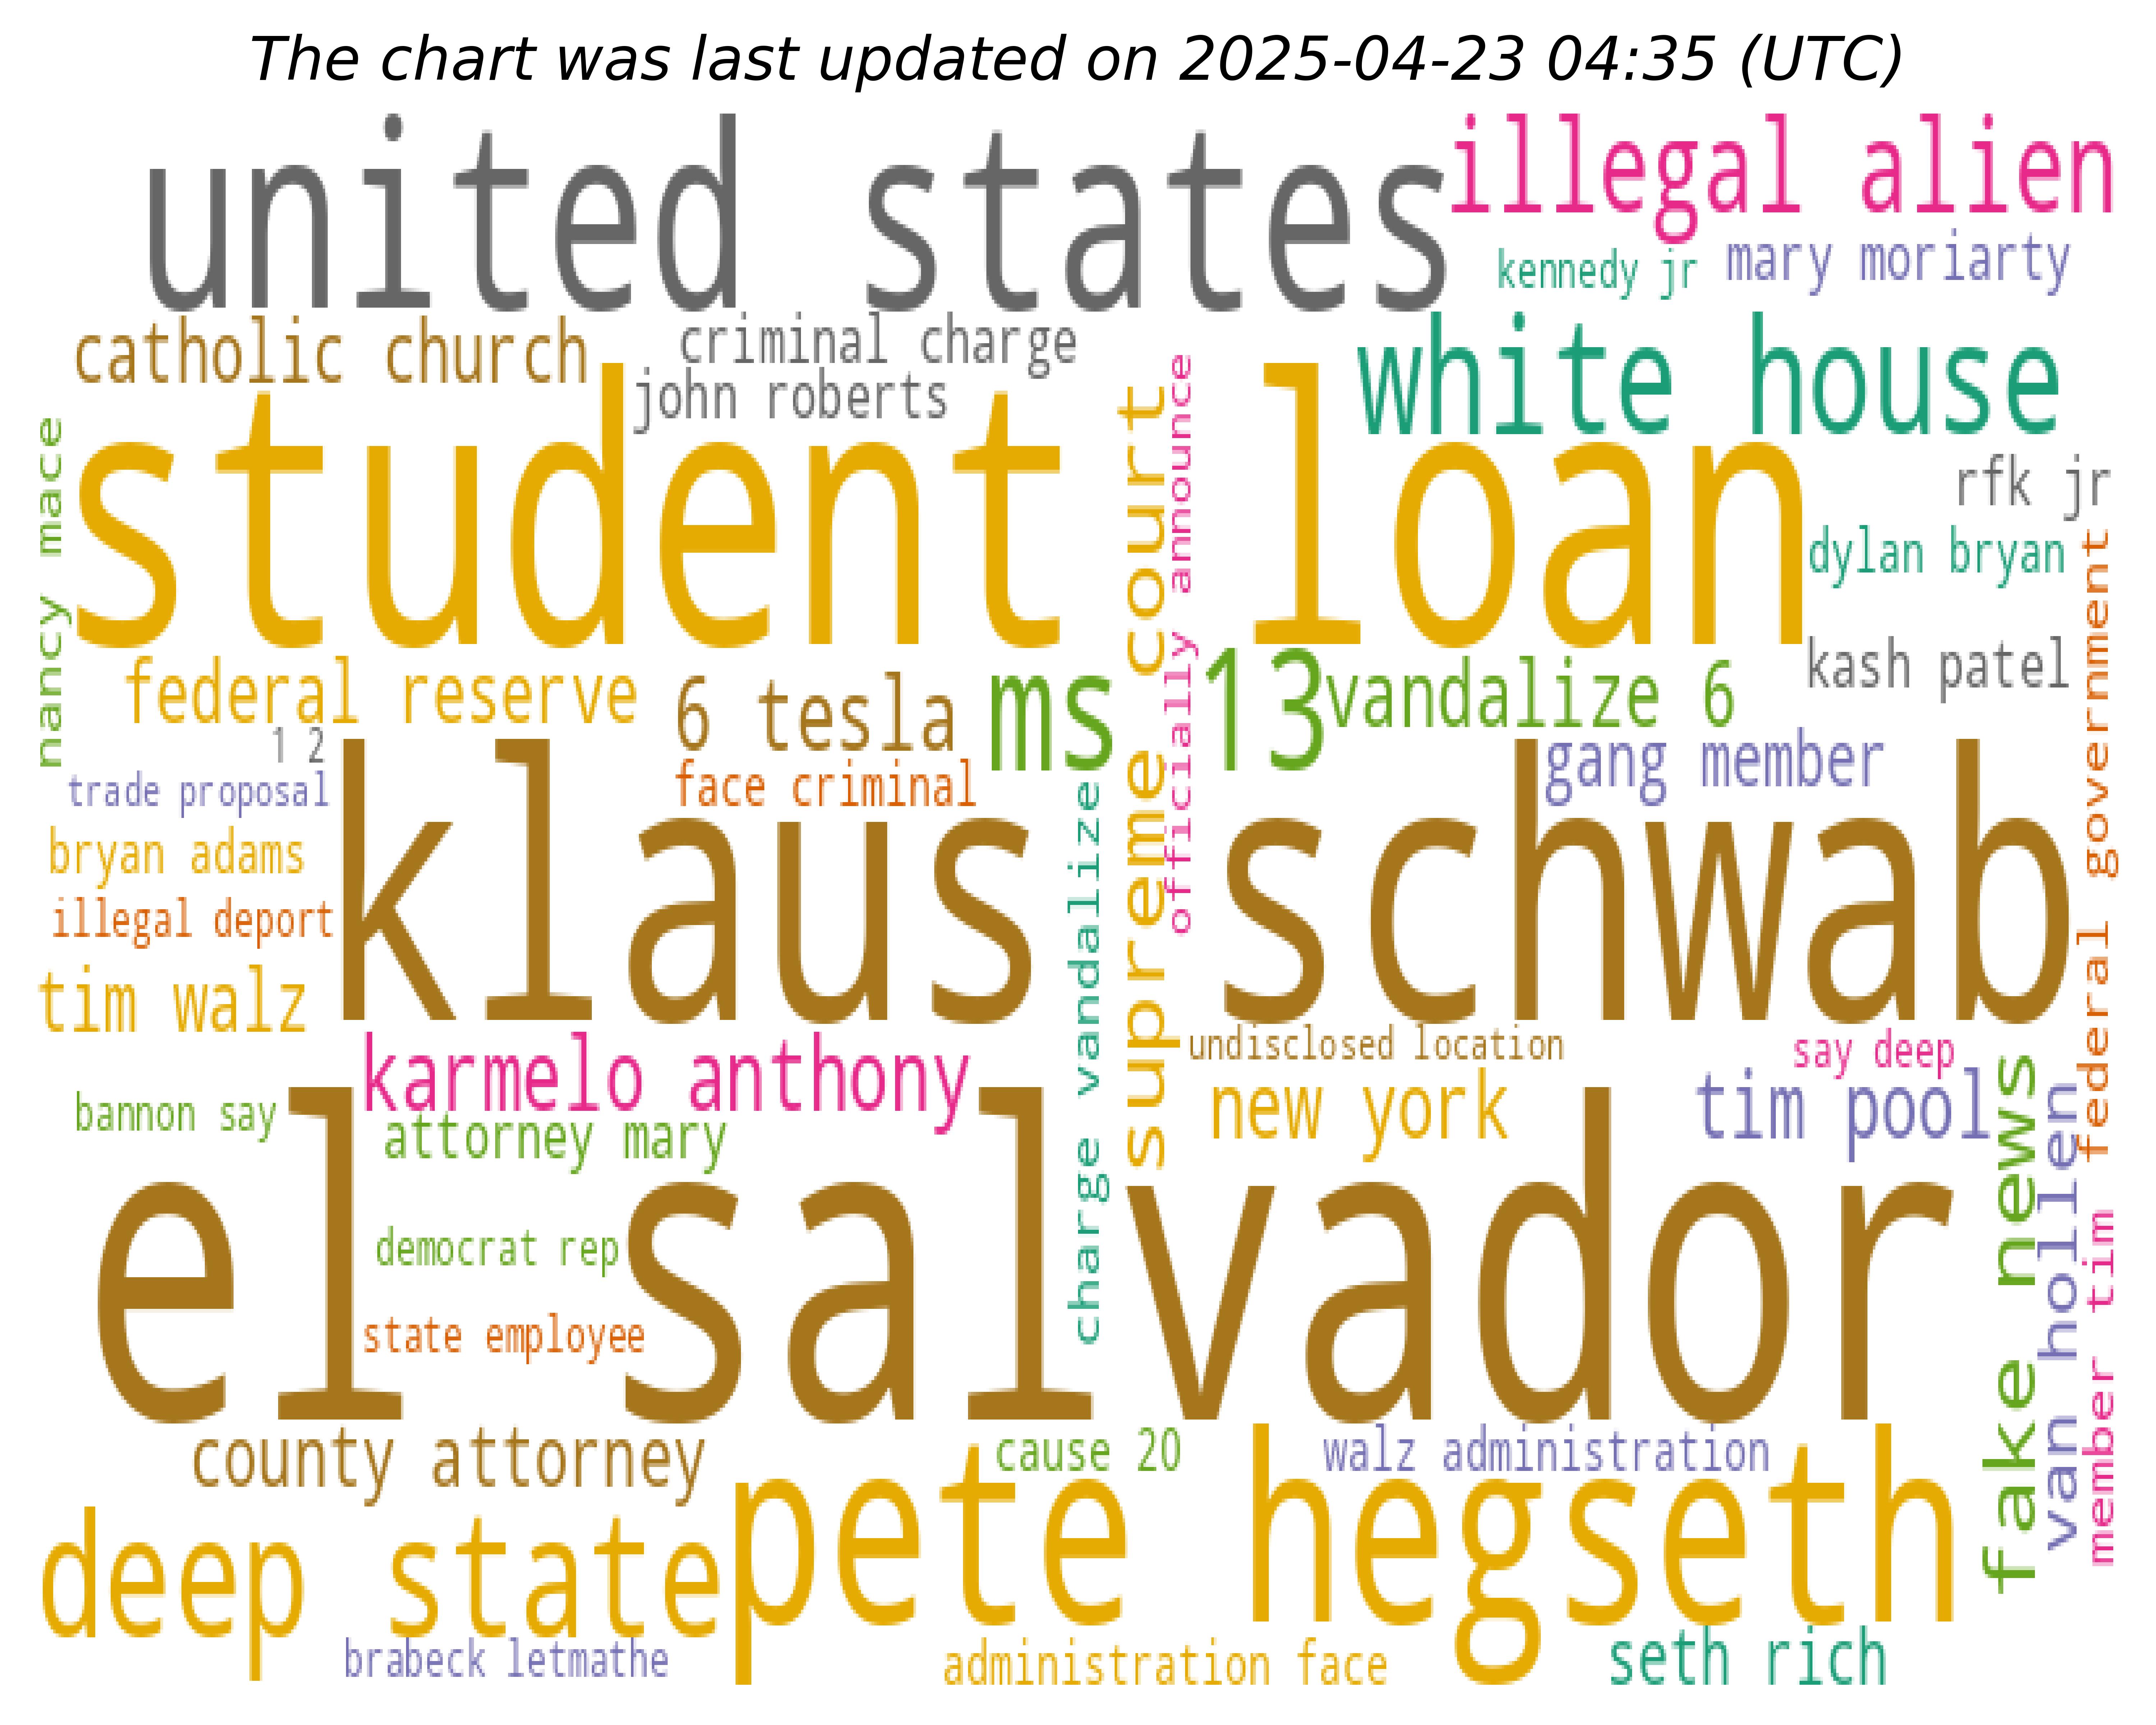 The chart was last updated on 2025-04-23 04:35 (UTC)
united states
illegal alien
kennedy jr
mary moriarty
catholic church
criminal charge
john roberts
white house
student loan
nancy mace
supreme court
officially announce
rfk jr
dylan bryan
federal government
kash patel
federal reserve
6 tesla
ms 13
vandalize 6
1 2
gang member
trade proposal
face criminal
klaus schwab
bryan adams
illegal deport
tim walz
charge vandalize
undisclosed location
say deep
karmelo anthony
new york
tim pool
bannon say
attorney mary
fake news
van hollen
member tim
el salvador
democrat rep
state employee
county attorney
cause 20
walz administration
pete hegseth
deep state
brabeck letmathe
administration face
seth rich